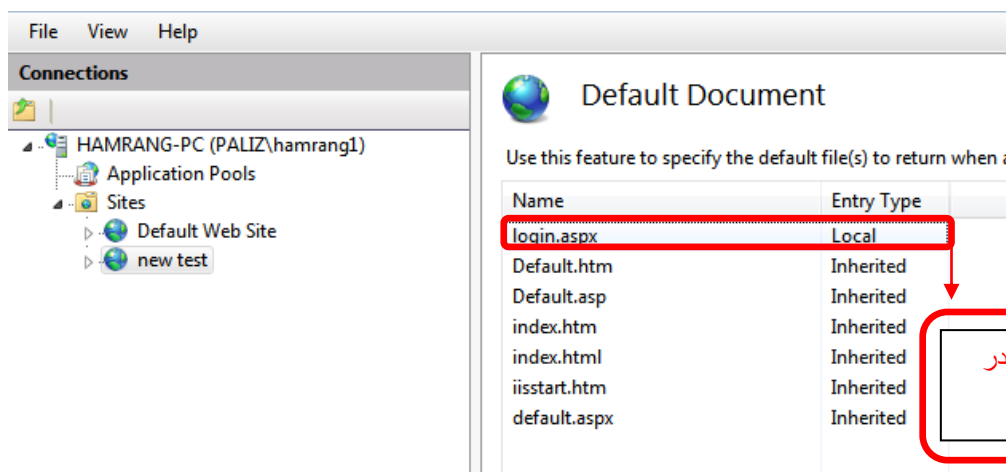 File View Help
Connections
HAMRANG-PC (PALIZ\hamrang1)
Application Pools
Sites
Default Web Site
new test
Default Document
Use this feature to specify the default file(s) to return when a
Name Entry Type
login.aspx Local
Default.htm Inherited
Default.asp Inherited
index.htm Inherited
index.html Inherited
iisstart.htm Inherited
default.aspx Inherited
در